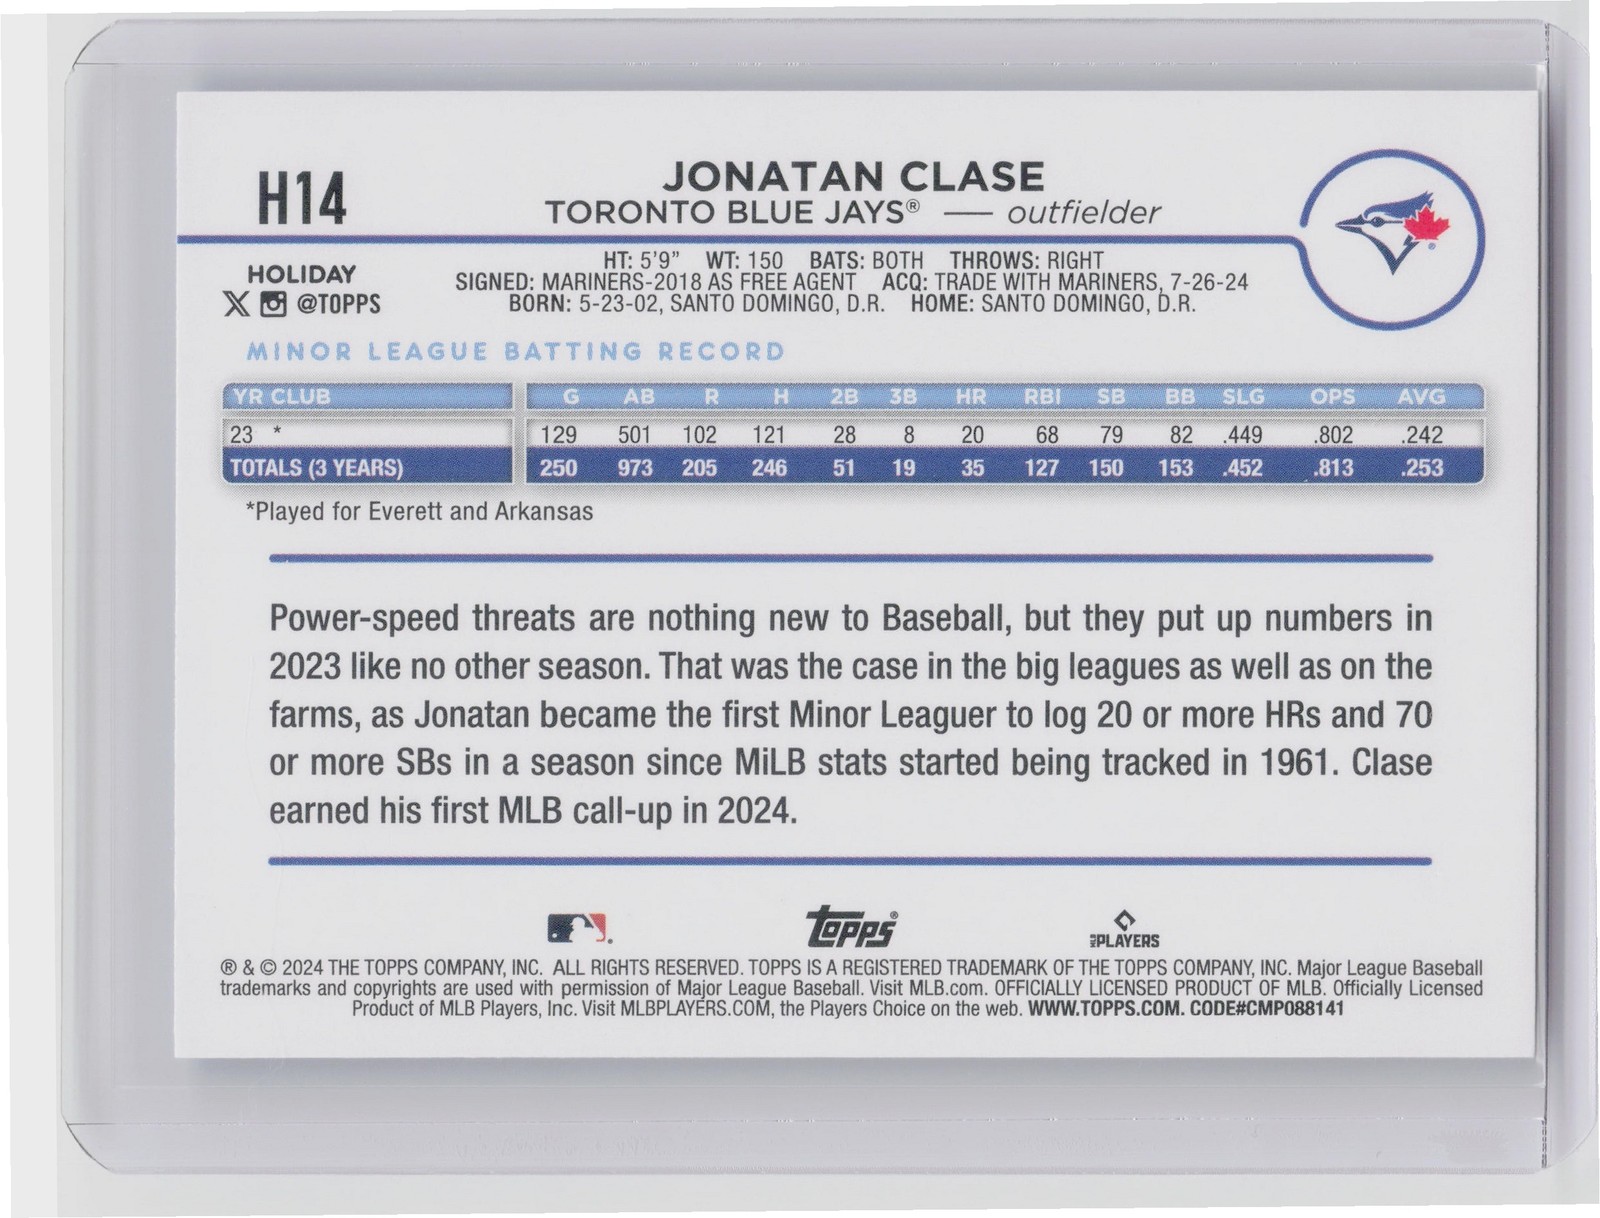 H14
JONATAN CLASE
TORONTO BLUE JAYS® — outfielder
HOLIDAY
@TOPPS
HT: 5'9" WT: 150 BATS: BOTH THROWS: RIGHT
SIGNED: MARINERS-2018 AS FREE AGENT ACQ: TRADE WITH MARINERS, 7-26-24
BORN: 5-23-02, SANTO DOMINGO, D.R. HOME: SANTO DOMINGO, D.R.
MINOR LEAGUE BATTING RECORD
YR CLUB G AB R H 2B 3B HR RBI SB BB SLG OPS AVG
23 * 129 501 102 121 28 8 20 68 79 82 .449 .802 .242
TOTALS (3 YEARS) 250 973 205 246 51 19 35 127 150 153 .452 .813 .253
*Played for Everett and Arkansas
Power-speed threats are nothing new to Baseball, but they put up numbers in
2023 like no other season. That was the case in the big leagues as well as on the
farms, as Jonatan became the first Minor Leaguer to log 20 or more HRs and 70
or more SBs in a season since MiLB stats started being tracked in 1961. Clase
earned his first MLB call-up in 2024.
Topps®
MLB PLAYERS
® & © 2024 THE TOPPS COMPANY, INC. ALL RIGHTS RESERVED. TOPPS IS A REGISTERED TRADEMARK OF THE TOPPS COMPANY, INC. Major League Baseball
trademarks and copyrights are used with permission of Major League Baseball. Visit MLB.com. OFFICIALLY LICENSED PRODUCT OF MLB. Officially Licensed
Product of MLB Players, Inc. Visit MLBPLAYERS.COM, the Players Choice on the web. WWW.TOPPS.COM. CODE#CMP088141